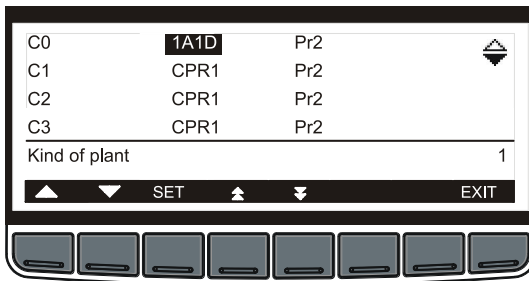 C0 1A1D Pr2
C1 CPR1 Pr2
C2 CPR1 Pr2
C3 CPR1 Pr2
Kind of plant 1
SET EXIT